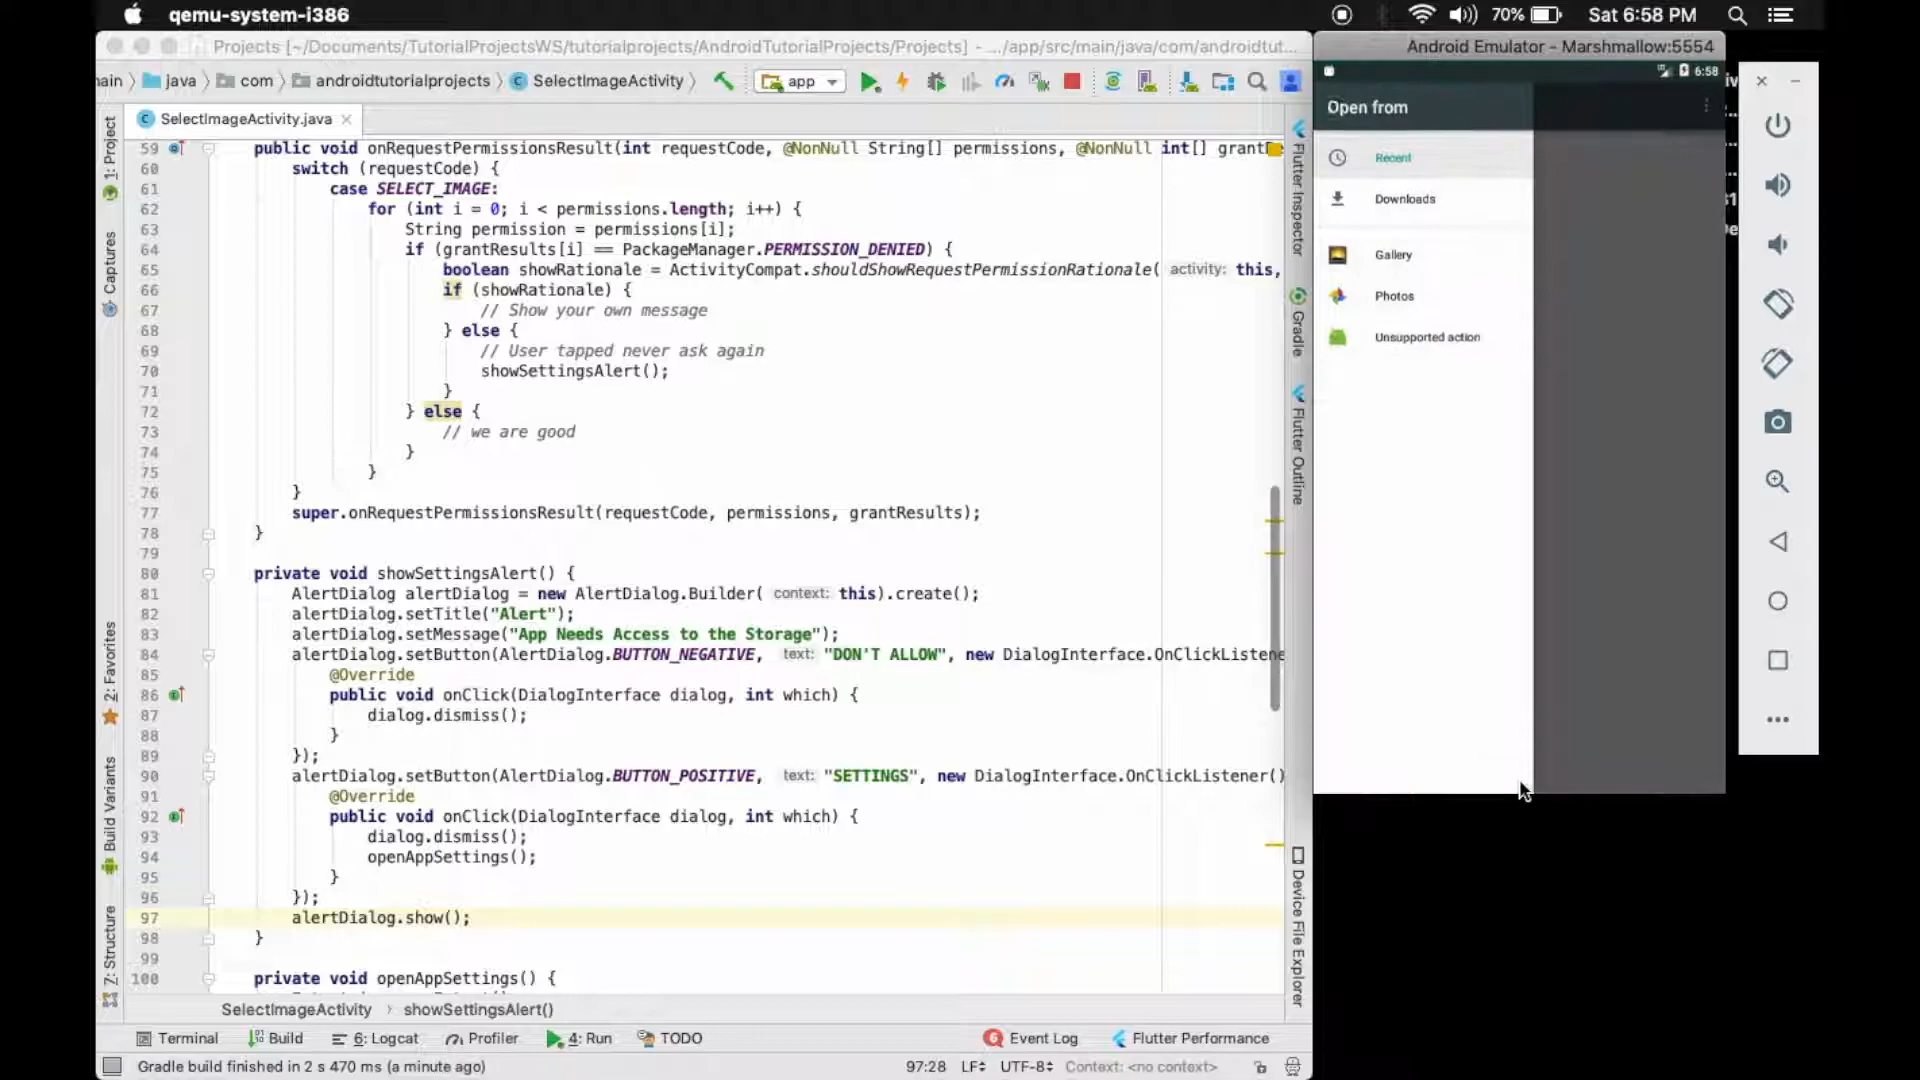 qemu-system-i386
70%
Sat 6:58 PM
Projects [~/Documents/TutorialProjectsWS/tutorialprojects/AndroidTutorialProjects/Projects] - .../app/src/main/java/com/androidtut...
ain
java
com
androidtutorialprojects
SelectImageActivity
app
SelectImageActivity.java
59 public void onRequestPermissionsResult(int requestCode, @NonNull String[] permissions, @NonNull int[] grant
60 switch (requestCode) {
61 case SELECT_IMAGE:
62 for (int i = 0; i < permissions.length; i++) {
63 String permission = permissions[i];
64 if (grantResults[i] == PackageManager.PERMISSION_DENIED) {
65 boolean showRationale = ActivityCompat.shouldShowRequestPermissionRationale( activity: this,
66 if (showRationale) {
67 // Show your own message
68 } else {
69 // User tapped never ask again
70 showSettingsAlert();
71 }
72 } else {
73 // we are good
74 }
75 }
76 }
77 super.onRequestPermissionsResult(requestCode, permissions, grantResults);
78 }
79
80 private void showSettingsAlert() {
81 AlertDialog alertDialog = new AlertDialog.Builder( context: this).create();
82 alertDialog.setTitle("Alert");
83 alertDialog.setMessage("App Needs Access to the Storage");
84 alertDialog.setButton(AlertDialog.BUTTON_NEGATIVE, text: "DON'T ALLOW", new DialogInterface.OnClickListene
85 @Override
86 public void onClick(DialogInterface dialog, int which) {
87 dialog.dismiss();
88 }
89 });
90 alertDialog.setButton(AlertDialog.BUTTON_POSITIVE, text: "SETTINGS", new DialogInterface.OnClickListener()
91 @Override
92 public void onClick(DialogInterface dialog, int which) {
93 dialog.dismiss();
94 openAppSettings();
95 }
96 });
97 alertDialog.show();
98 }
99
100 private void openAppSettings() {
SelectImageActivity
showSettingsAlert()
Terminal
Build
6: Logcat
Profiler
4: Run
TODO
Event Log
Flutter Performance
Gradle build finished in 2 s 470 ms (a minute ago)
97:28
LF
UTF-8
Context: <no context>
1: Project
Captures
2: Favorites
Build Variants
7: Structure
Flutter Inspector
Gradle
Flutter Outline
Device File Explorer
Android Emulator - Marshmallow:5554
6:58
Open from
Recent
Downloads
Gallery
Photos
Unsupported action